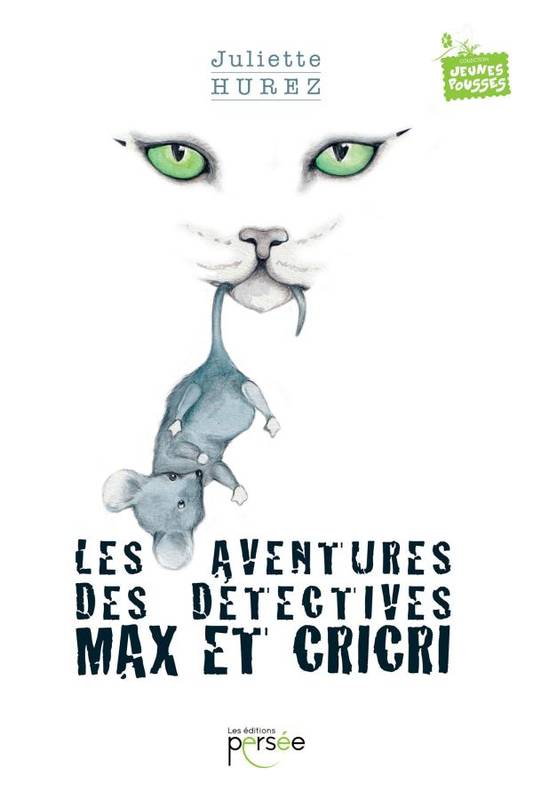 Juliette
HUREZ
COLLECTION
JEUNES
POUSSES
LES AVENTURES
DES DÉTECTIVES
MAX ET CRICRI
Les éditions
persée